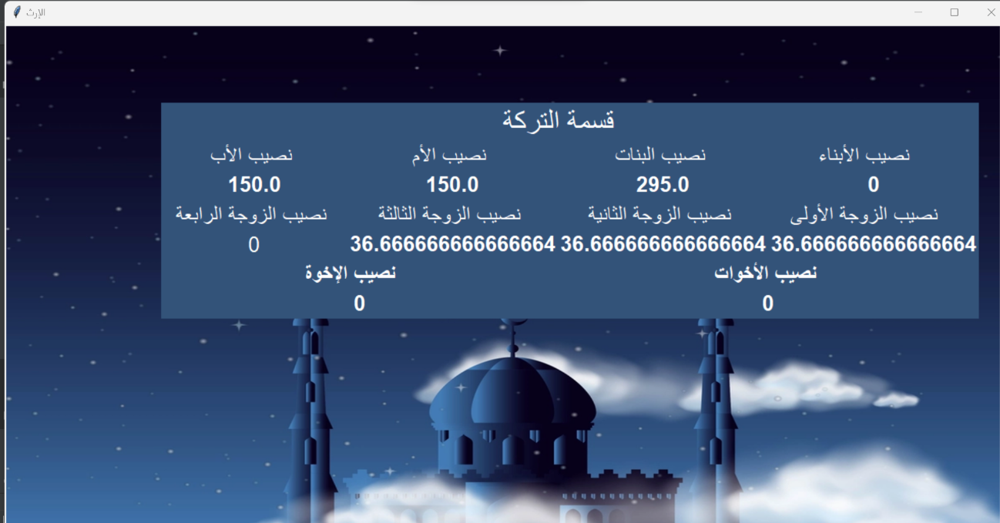 الإرث
قسمة التركة
نصيب الأبناء نصيب البنات نصيب الأم نصيب الأب
0 295.0 150.0 150.0
نصيب الزوجة الأولى نصيب الزوجة الثانية نصيب الزوجة الثالثة نصيب الزوجة الرابعة
36.666666666666664 36.666666666666664 36.666666666666664 0
نصيب الأخوات نصيب الإخوة
0 0